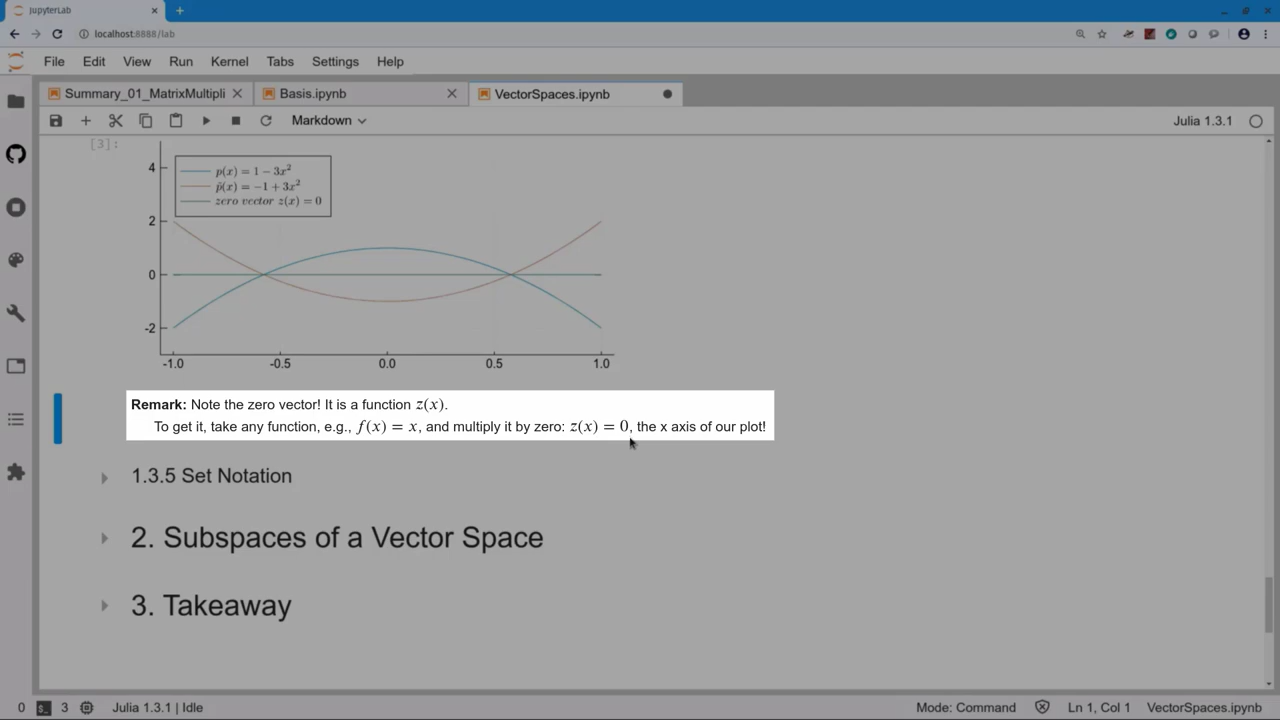 JupyterLab
localhost:8888/lab
File Edit View Run Kernel Tabs Settings Help
Summary_01_MatrixMultipli Basis.ipynb VectorSpaces.ipynb
Markdown Julia 1.3.1
[3]:
4
2
0
-2
p(x) = 1 − 3x²
p̃(x) = −1 + 3x²
zero vector z(x) = 0
-1.0 -0.5 0.0 0.5 1.0
Remark: Note the zero vector! It is a function z(x).
To get it, take any function, e.g., f(x) = x, and multiply it by zero: z(x) = 0, the x axis of our plot!
1.3.5 Set Notation
2. Subspaces of a Vector Space
3. Takeaway
0 $_ 3 Julia 1.3.1 | Idle Mode: Command Ln 1, Col 1 VectorSpaces.ipynb